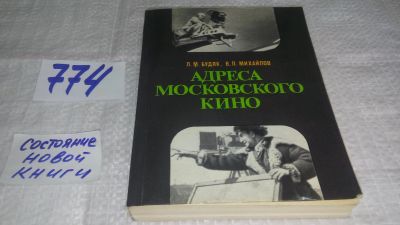 774
состояние
новой
книги
Л.М. БУДЯК, В.П. МИХАЙЛОВ
АДРЕСА
МОСКОВСКОГО
КИНО